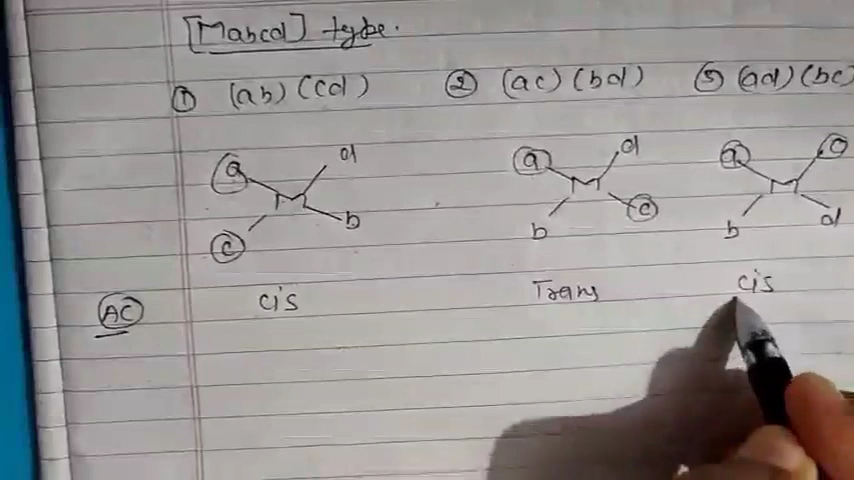 [Mabcd] type.
① (ab) (cd) ② (ac) (bd) ③ (ad) (bc)
a d a d a c
M M M
c b b c b d
AC cis Trans cis